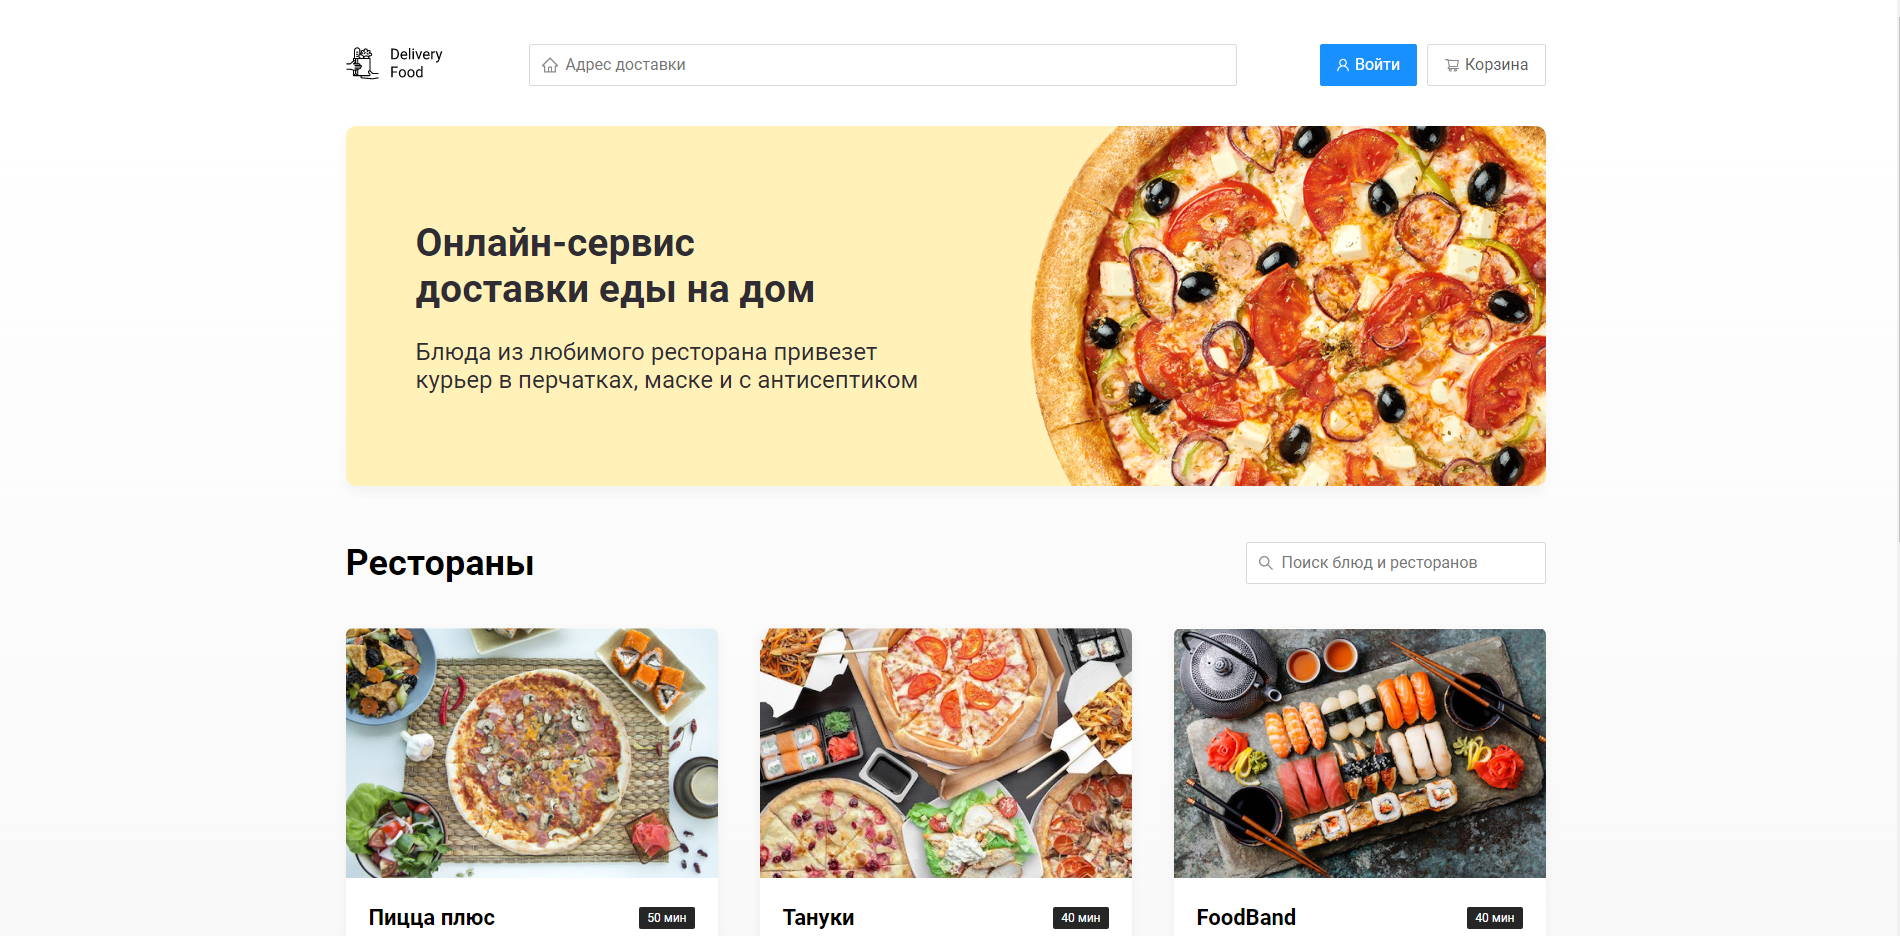 Delivery
Food
Адрес доставки
Войти
Корзина
Онлайн-сервис
доставки еды на дом
Блюда из любимого ресторана привезет
курьер в перчатках, маске и с антисептиком
Рестораны
Поиск блюд и ресторанов
Пицца плюс
50 мин
Тануки
40 мин
FoodBand
40 мин